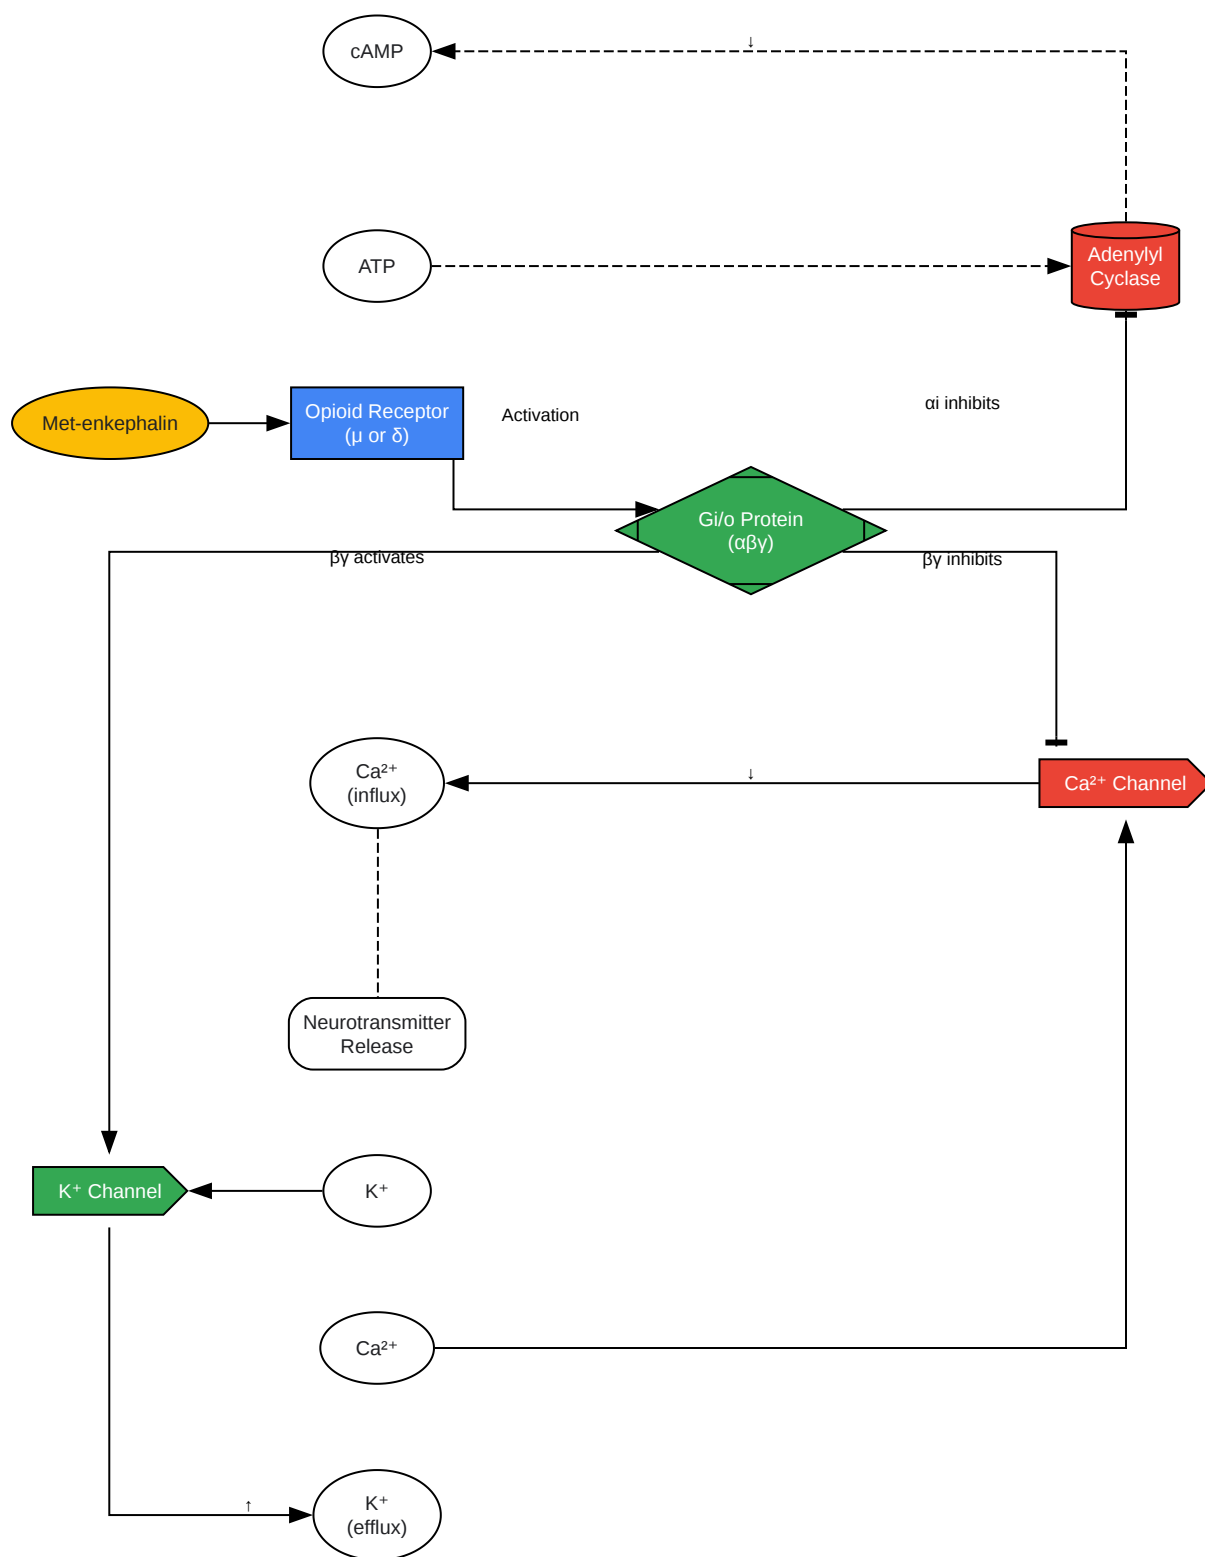 cAMP
↓
ATP
Adenylyl
Cyclase
Met-enkephalin
Opioid Receptor
(μ or δ)
Activation
αi inhibits
Gi/o Protein
(αβγ)
βγ activates
βγ inhibits
Ca²⁺
(influx)
↓
Ca²⁺ Channel
Neurotransmitter
Release
K⁺ Channel
K⁺
Ca²⁺
↑
K⁺
(efflux)